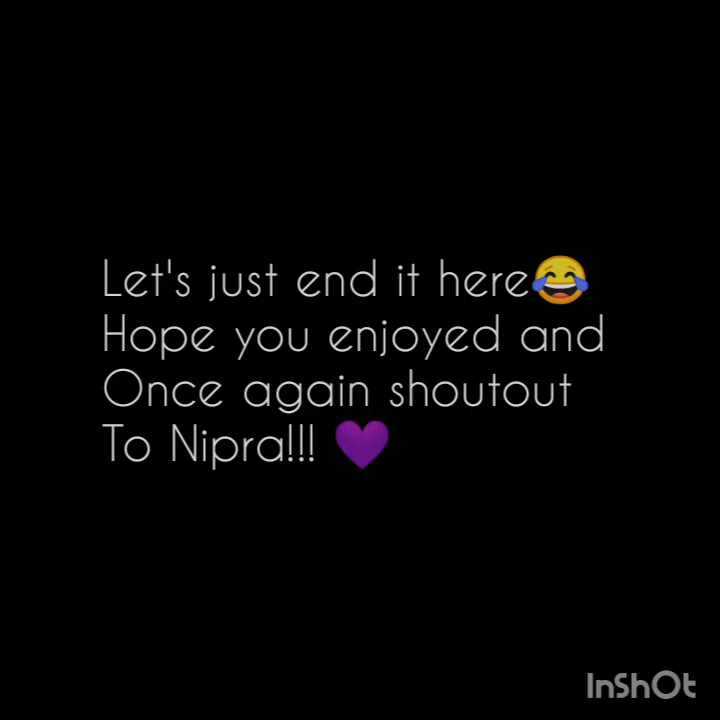 Let's just end it here😂
Hope you enjoyed and
Once again shoutout
To Nipra!!! 💜
InShOt